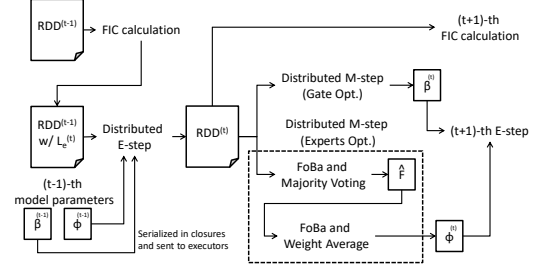 RDD(t-1)
FIC calculation
(t+1)-th
FIC calculation
RDD(t-1)
w/ Le(t)
Distributed
E-step
RDD(t)
Distributed M-step
(Gate Opt.)
β(t)
(t+1)-th E-step
Distributed M-step
(Experts Opt.)
FoBa and
Majority Voting
F̂
FoBa and
Weight Average
ϕ(t)
(t-1)-th
model parameters
β(t-1)
ϕ(t-1)
Serialized in closures
and sent to executors